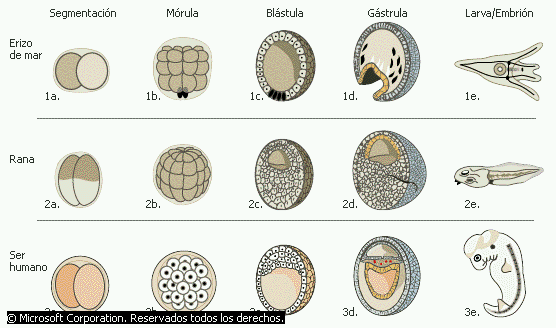 Segmentación Mórula Blástula Gástrula Larva/Embrión
Erizo
de mar
1a. 1b. 1c. 1d. 1e.
Rana
2a. 2b. 2c. 2d. 2e.
Ser
humano
3d. 3e.
© Microsoft Corporation. Reservados todos los derechos.